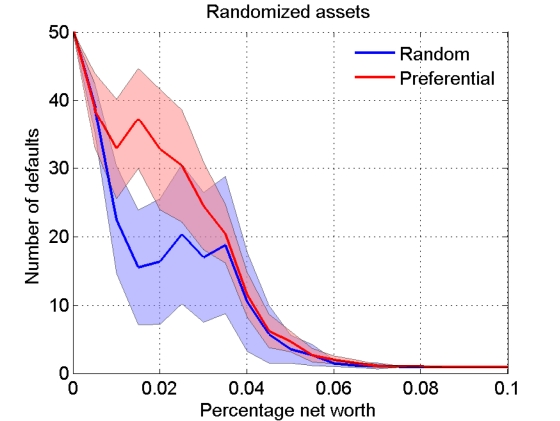 Randomized assets
50
40
30
20
10
0
Number of defaults
Random
Preferential
0 0.02 0.04 0.06 0.08 0.1
Percentage net worth